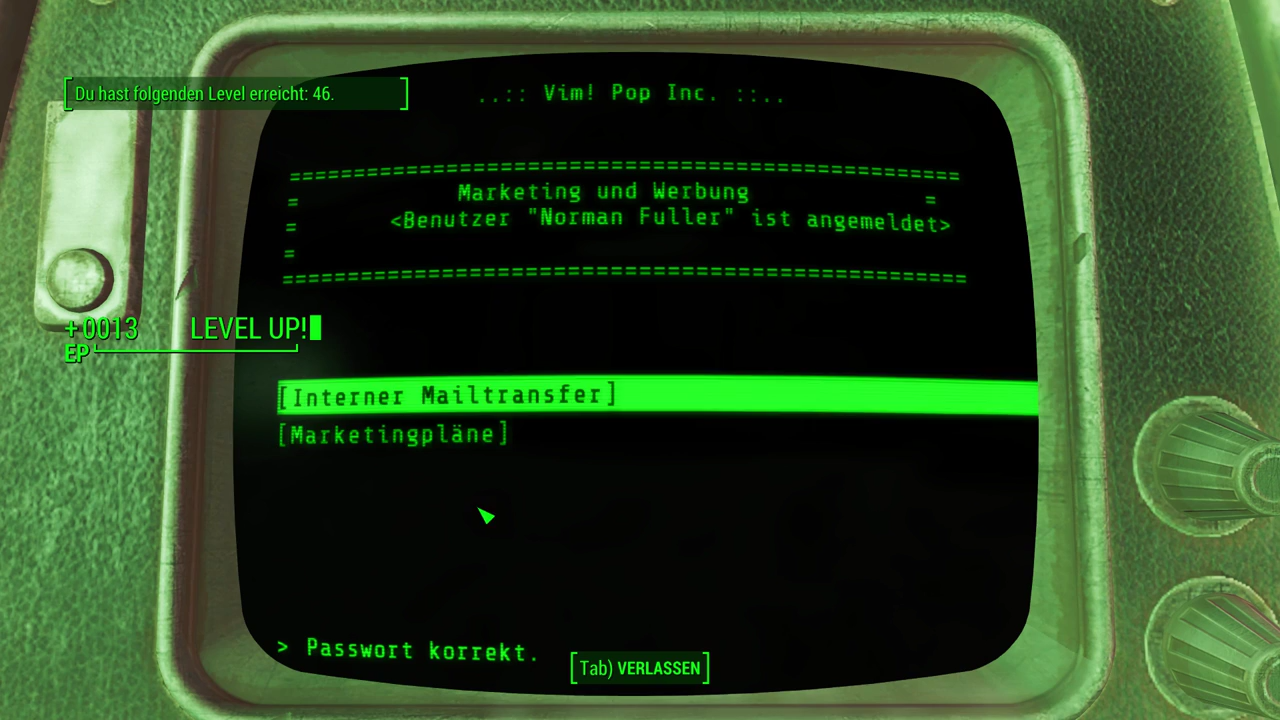 Du hast folgenden Level erreicht: 46.
..:: Vim! Pop Inc. ::..
====================================================
= Marketing und Werbung =
= <Benutzer "Norman Fuller" ist angemeldet>
=
=====================================================
+0013 LEVEL UP!
EP
[Interner Mailtransfer]
[Marketingpläne]
> Passwort korrekt.
Tab) VERLASSEN